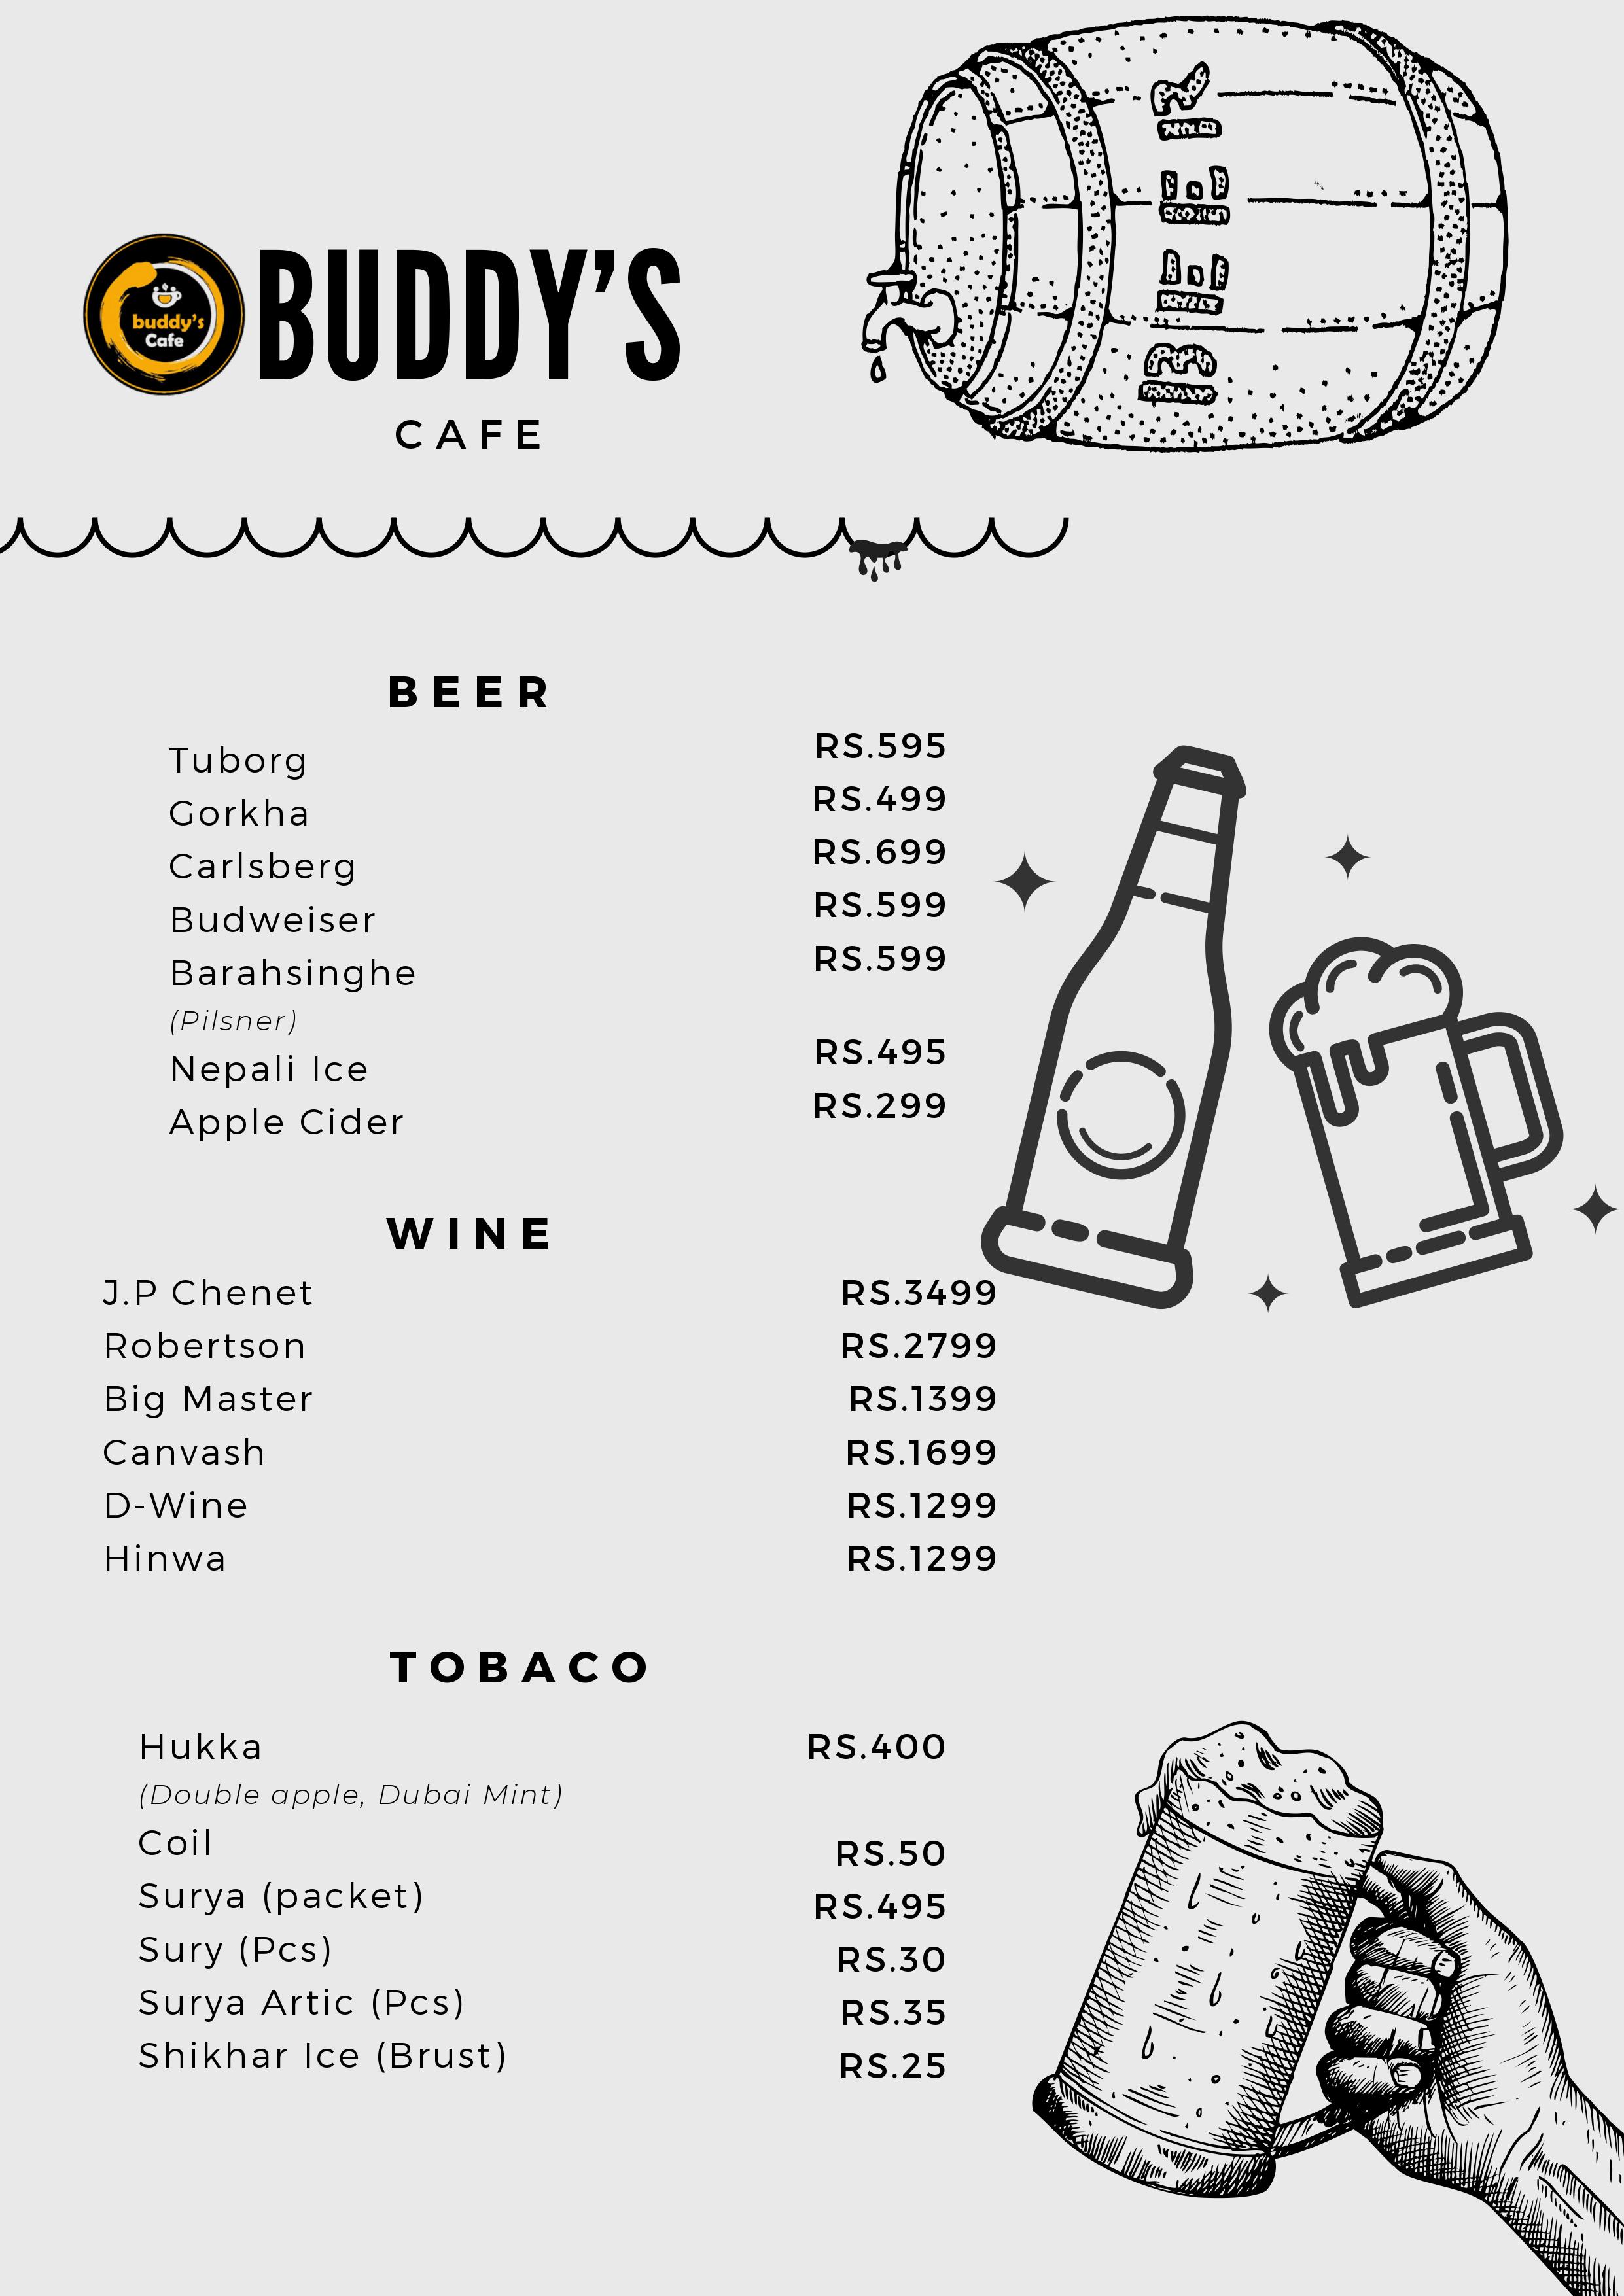 BEER
buddy's
Cafe
BUDDY'S
CAFE
BEER
Tuborg RS.595
Gorkha RS.499
Carlsberg RS.699
Budweiser RS.599
Barahsinghe RS.599
(Pilsner)
Nepali Ice RS.495
Apple Cider RS.299
WINE
J.P Chenet RS.3499
Robertson RS.2799
Big Master RS.1399
Canvash RS.1699
D-Wine RS.1299
Hinwa RS.1299
TOBACO
Hukka RS.400
(Double apple, Dubai Mint)
Coil RS.50
Surya (packet) RS.495
Sury (Pcs) RS.30
Surya Artic (Pcs) RS.35
Shikhar Ice (Brust) RS.25